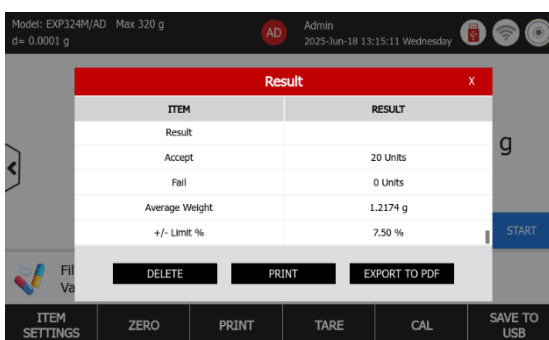 Model: EXP324M/AD Max 320 g
d= 0.0001 g
AD
Admin
2025-Jun-18 13:15:11 Wednesday
Result X
ITEM RESULT
Result
Accept 20 Units
Fail 0 Units
Average Weight 1.2174 g
+/- Limit % 7.50 %
g
START
DELETE PRINT EXPORT TO PDF
Fil
Va
ITEM SETTINGS ZERO PRINT TARE CAL SAVE TO USB